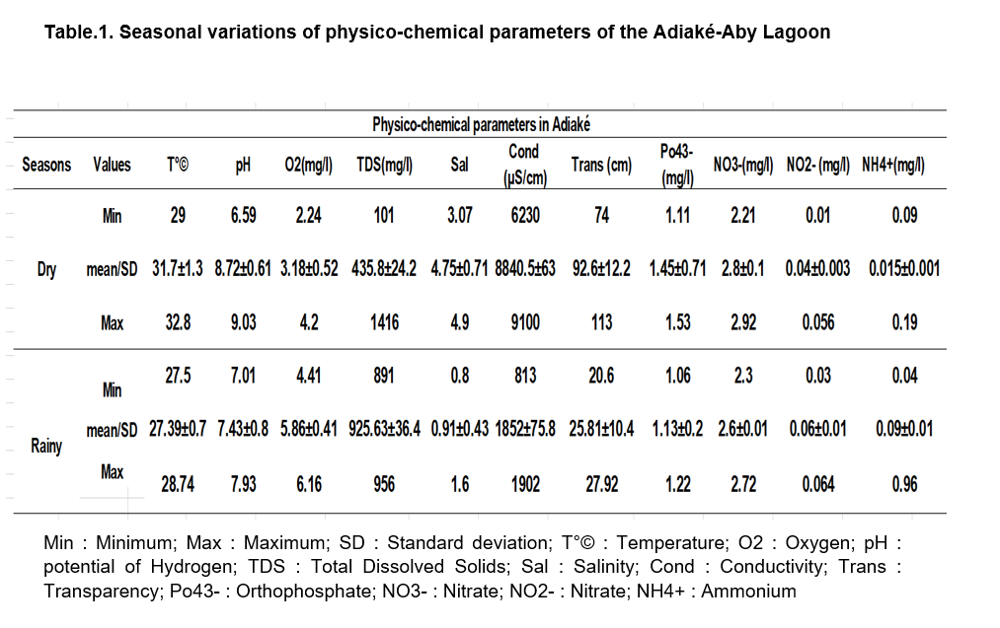 Table.1. Seasonal variations of physico-chemical parameters of the Adiaké-Aby Lagoon
Physico-chemical parameters in Adiaké
Seasons Values T°© pH O2(mg/l) TDS(mg/l) Sal Cond (µS/cm) Trans (cm) Po43- (mg/l) NO3-(mg/l) NO2- (mg/l) NH4+(mg/l)
Min 29 6.59 2.24 101 3.07 6230 74 1.11 2.21 0.01 0.09
Dry mean/SD 31.7±1.3 8.72±0.61 3.18±0.52 435.8±24.2 4.75±0.71 8840.5±63 92.6±12.2 1.45±0.71 2.8±0.1 0.04±0.003 0.015±0.001
Max 32.8 9.03 4.2 1416 4.9 9100 113 1.53 2.92 0.056 0.19
Min 27.5 7.01 4.41 891 0.8 813 20.6 1.06 2.3 0.03 0.04
Rainy mean/SD 27.39±0.7 7.43±0.8 5.86±0.41 925.63±36.4 0.91±0.43 1852±75.8 25.81±10.4 1.13±0.2 2.6±0.01 0.06±0.01 0.09±0.01
Max 28.74 7.93 6.16 956 1.6 1902 27.92 1.22 2.72 0.064 0.96
Min : Minimum; Max : Maximum; SD : Standard deviation; T°© : Temperature; O2 : Oxygen; pH :
potential of Hydrogen; TDS : Total Dissolved Solids; Sal : Salinity; Cond : Conductivity; Trans :
Transparency; Po43- : Orthophosphate; NO3- : Nitrate; NO2- : Nitrate; NH4+ : Ammonium